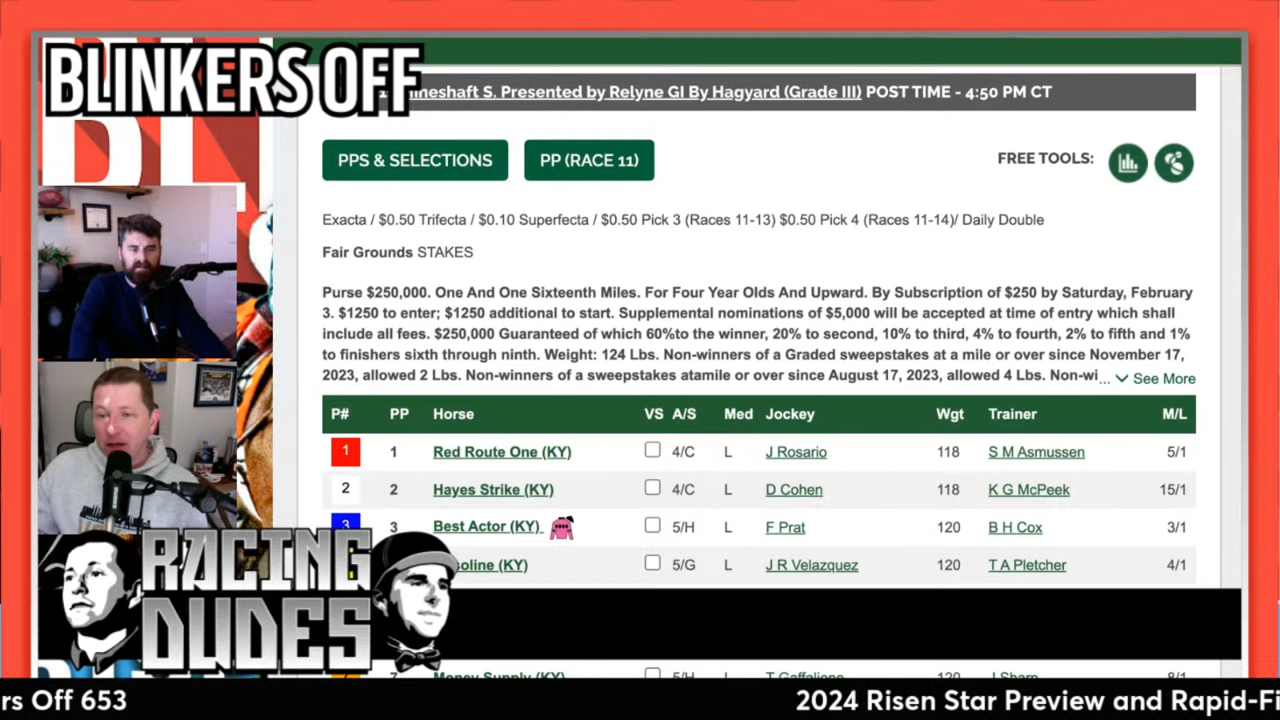 BLINKERS OFF
neshaft S. Presented by Relyne GI By Hagyard (Grade III) POST TIME - 4:50 PM CT
PPS & SELECTIONS PP (RACE 11) FREE TOOLS:
Exacta / $0.50 Trifecta / $0.10 Superfecta / $0.50 Pick 3 (Races 11-13) $0.50 Pick 4 (Races 11-14)/ Daily Double
Fair Grounds STAKES
Purse $250,000. One And One Sixteenth Miles. For Four Year Olds And Upward. By Subscription of $250 by Saturday, February
3. $1250 to enter; $1250 additional to start. Supplemental nominations of $5,000 will be accepted at time of entry which shall
include all fees. $250,000 Guaranteed of which 60%to the winner, 20% to second, 10% to third, 4% to fourth, 2% to fifth and 1%
to finishers sixth through ninth. Weight: 124 Lbs. Non-winners of a Graded sweepstakes at a mile or over since November 17,
2023, allowed 2 Lbs. Non-winners of a sweepstakes atamile or over since August 17, 2023, allowed 4 Lbs. Non-wi... See More
P# PP Horse VS A/S Med Jockey Wgt Trainer M/L
1 1 Red Route One (KY) 4/C L J Rosario 118 S M Asmussen 5/1
2 2 Hayes Strike (KY) 4/C L D Cohen 118 K G McPeek 15/1
3 3 Best Actor (KY) 5/H L F Prat 120 B H Cox 3/1
soline (KY) 5/G L J R Velazquez 120 T A Pletcher 4/1
RACING
DUDES
Money Supply (KY) 5/H L T Gaffalione 120 J Sharp 8/1
rs Off 653 2024 Risen Star Preview and Rapid-Fi